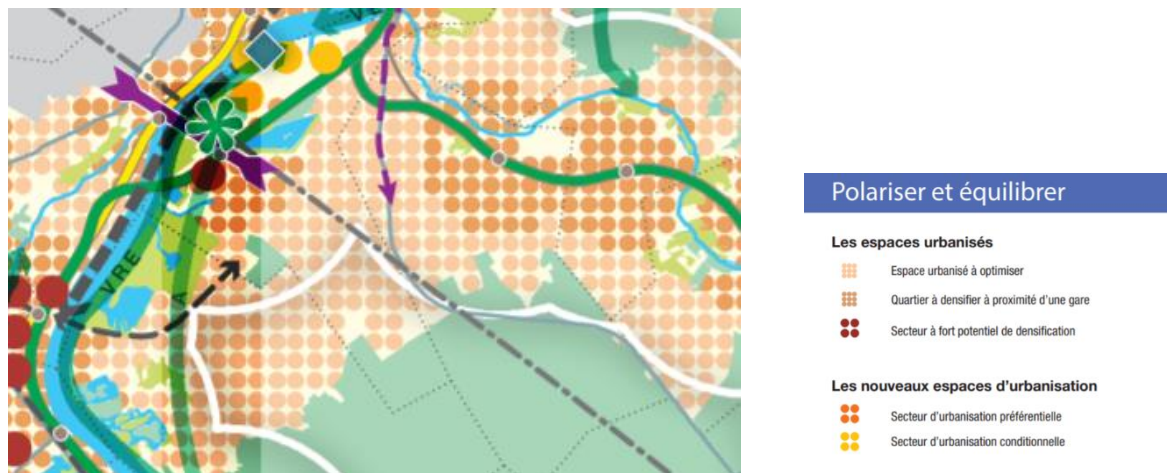 VRE
Polariser et équilibrer
Les espaces urbanisés
Espace urbanisé à optimiser
Quartier à densifier à proximité d'une gare
Secteur à fort potentiel de densification
Les nouveaux espaces d'urbanisation
Secteur d'urbanisation préférentielle
Secteur d'urbanisation conditionnelle